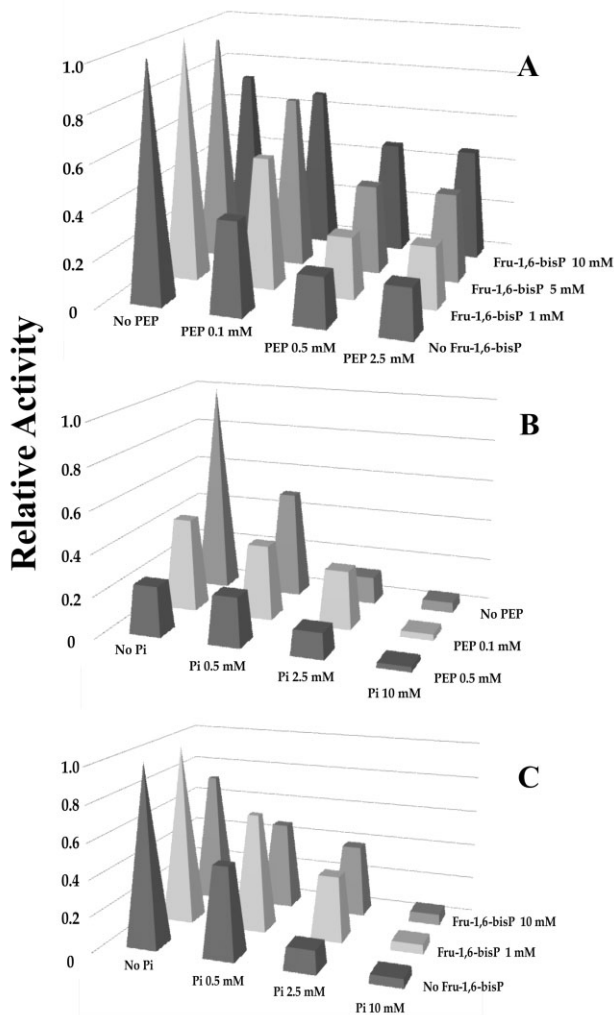 A
1.0
0.8
0.6
0.4
0.2
0
No PEP
PEP 0.1 mM
PEP 0.5 mM
PEP 2.5 mM
Fru-1,6-bisP 10 mM
Fru-1,6-bisP 5 mM
Fru-1,6-bisP 1 mM
No Fru-1,6-bisP
Relative Activity
B
1.0
0.8
0.6
0.4
0.2
0
No Pi
Pi 0.5 mM
Pi 2.5 mM
Pi 10 mM
No PEP
PEP 0.1 mM
PEP 0.5 mM
C
1.0
0.8
0.6
0.4
0.2
0
No Pi
Pi 0.5 mM
Pi 2.5 mM
Pi 10 mM
Fru-1,6-bisP 10 mM
Fru-1,6-bisP 1 mM
No Fru-1,6-bisP